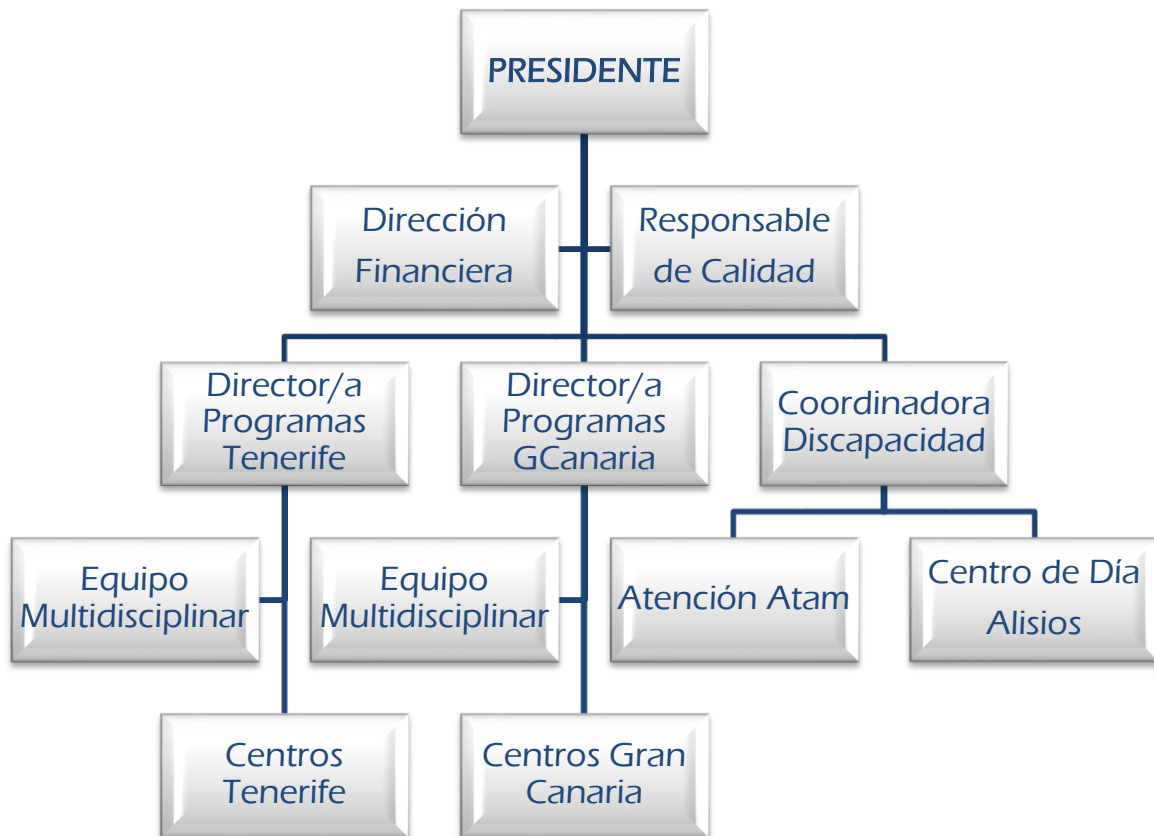 PRESIDENTE
Dirección
Financiera
Responsable
de Calidad
Director/a
Programas
Tenerife
Director/a
Programas
GCanaria
Coordinadora
Discapacidad
Equipo
Multidisciplinar
Equipo
Multidisciplinar
Atención Atam
Centro de Día
Alisios
Centros
Tenerife
Centros Gran
Canaria